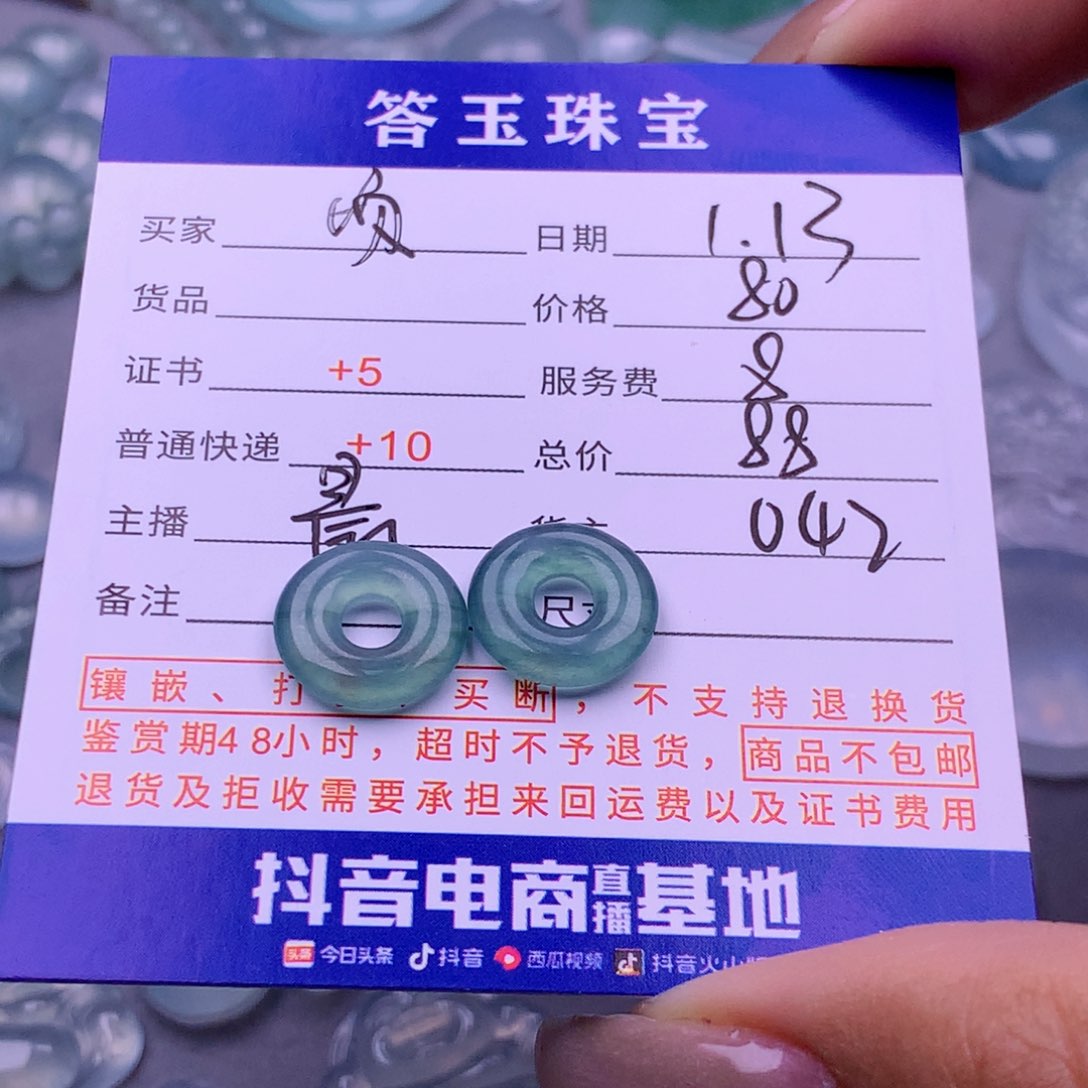 答玉珠宝
买家 日期 1.13
货品 价格 80
证书 +5 服务费 8
普通快递 +10 总价 88
主播 042
备注 尺
镶嵌、打 买断，不支持退换货
鉴赏期48小时，超时不予退货，商品不包邮
退货及拒收需要承担来回运费以及证书费用
抖音电商直播基地
头条 今日头条 抖音 西瓜视频 抖音火山